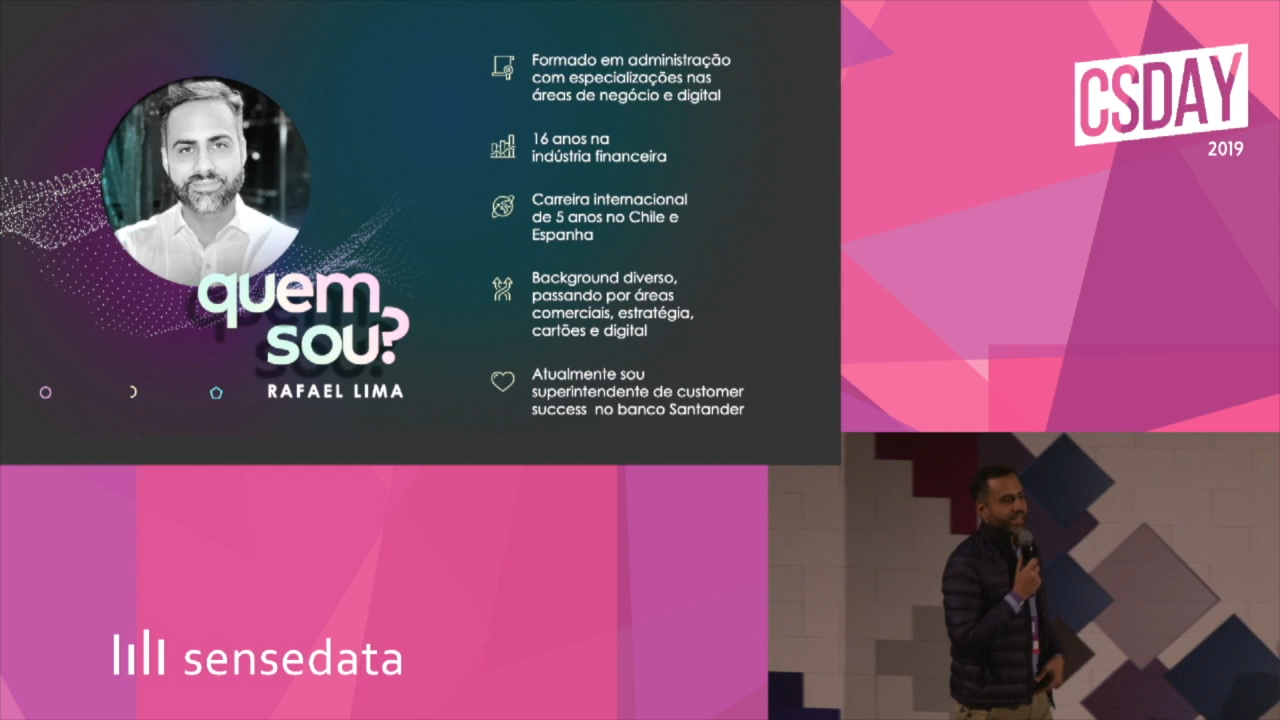 quem
sou?
RAFAEL LIMA
Formado em administração
com especializações nas
áreas de negócio e digital
16 anos na
indústria financeira
Carreira internacional
de 5 anos no Chile e
Espanha
Background diverso,
passando por áreas
comerciais, estratégia,
cartões e digital
Atualmente sou
superintendente de customer
success no banco Santander
CSDAY
2019
sensedata